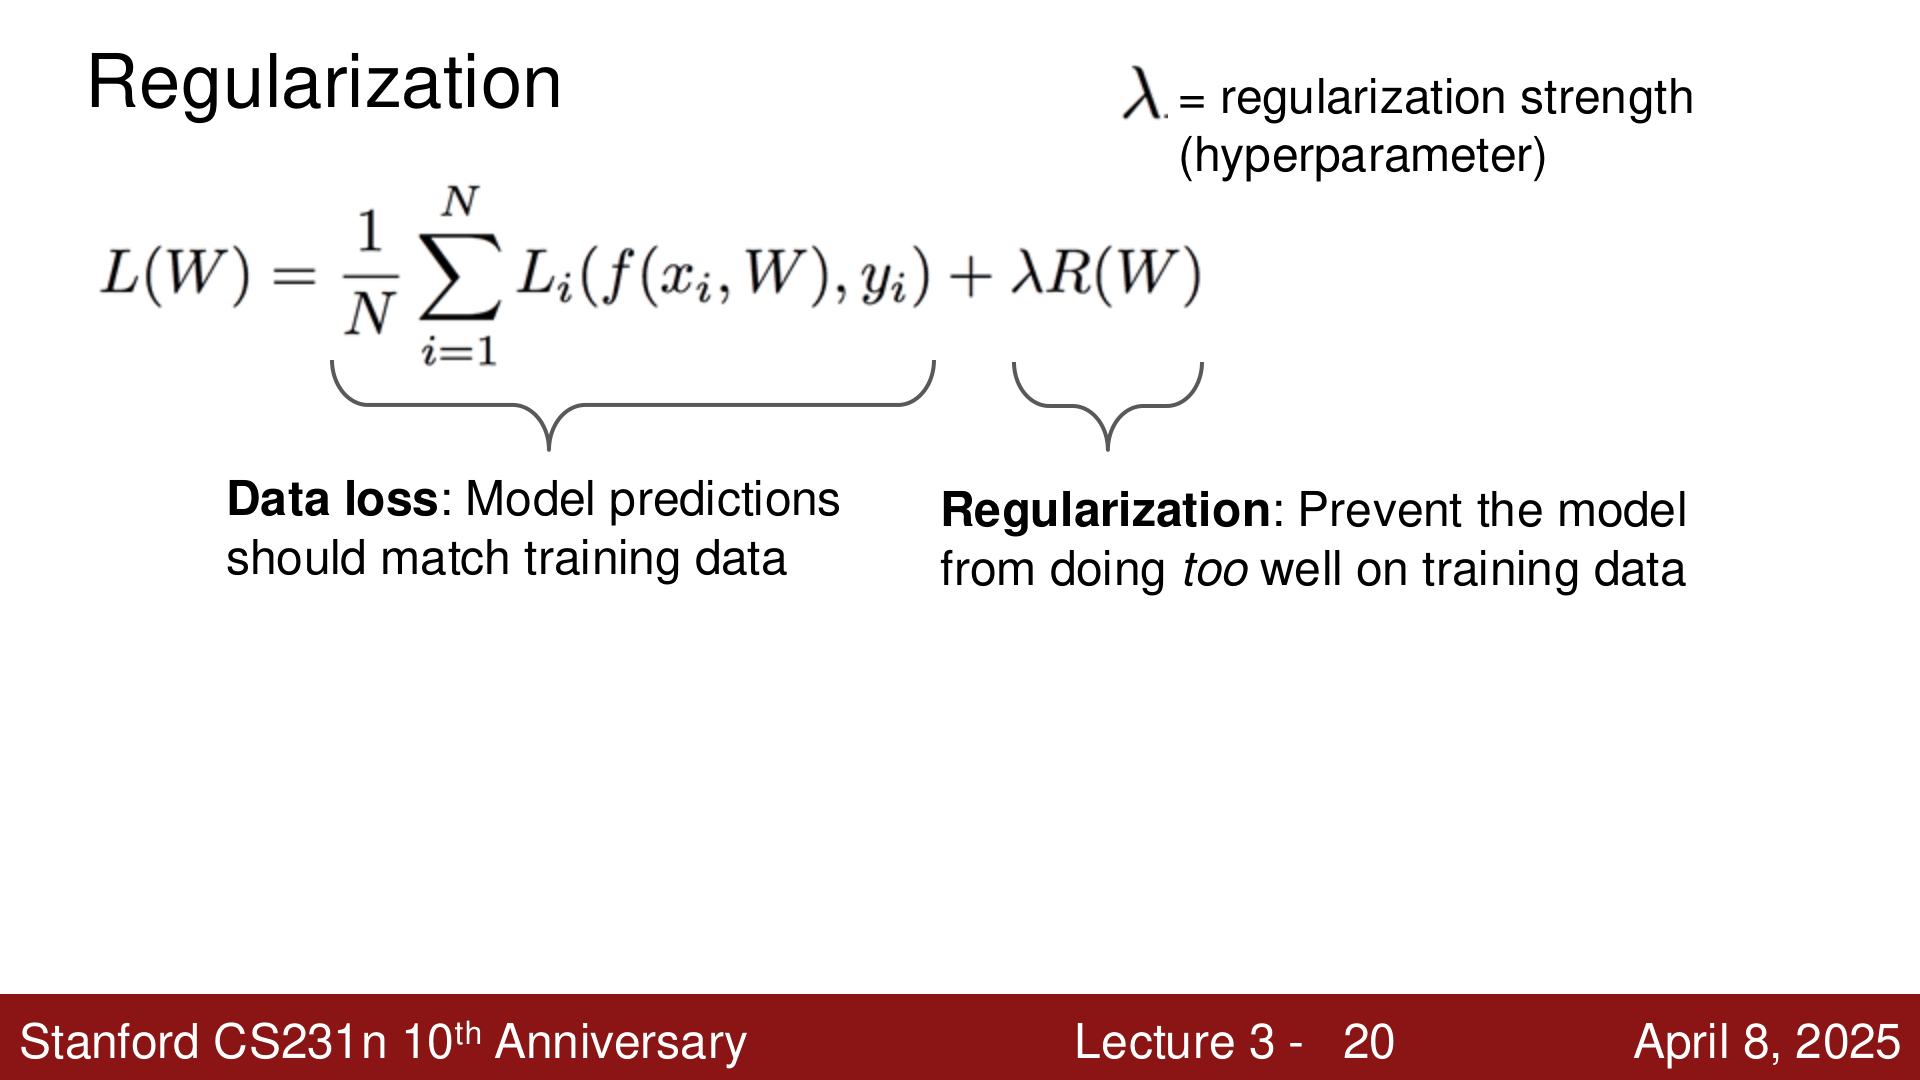 Regularization
λ. = regularization strength
(hyperparameter)
L(W) = \frac{1}{N} \sum_{i=1}^{N} L_i(f(x_i, W), y_i) + λR(W)
Data loss: Model predictions
should match training data
Regularization: Prevent the model
from doing too well on training data
Stanford CS231n 10th Anniversary Lecture 3 - 20 April 8, 2025